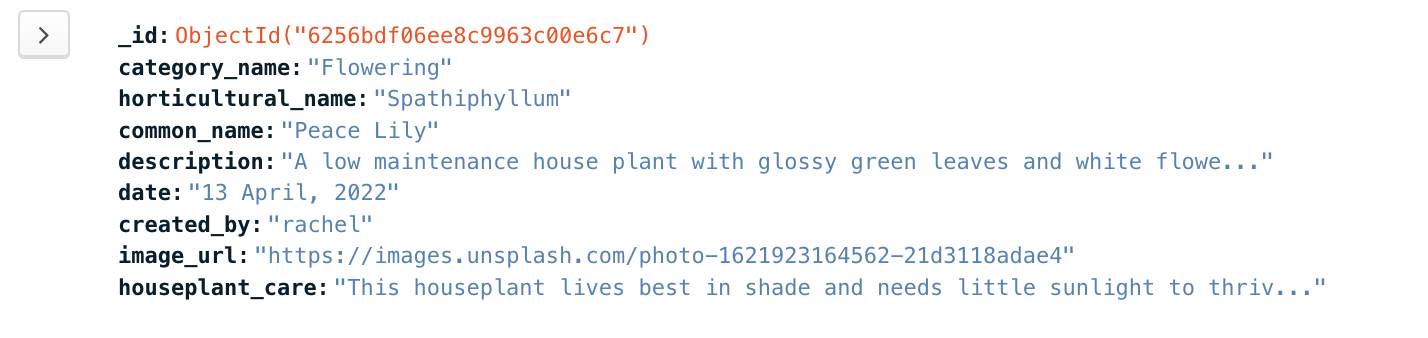 _id: ObjectId("6256bdf06ee8c9963c00e6c7")
category_name: "Flowering"
horticultural_name: "Spathiphyllum"
common_name: "Peace Lily"
description: "A low maintenance house plant with glossy green leaves and white flowe..."
date: "13 April, 2022"
created_by: "rachel"
image_url: "https://images.unsplash.com/photo-1621923164562-21d3118adae4"
houseplant_care: "This houseplant lives best in shade and needs little sunlight to thriv..."